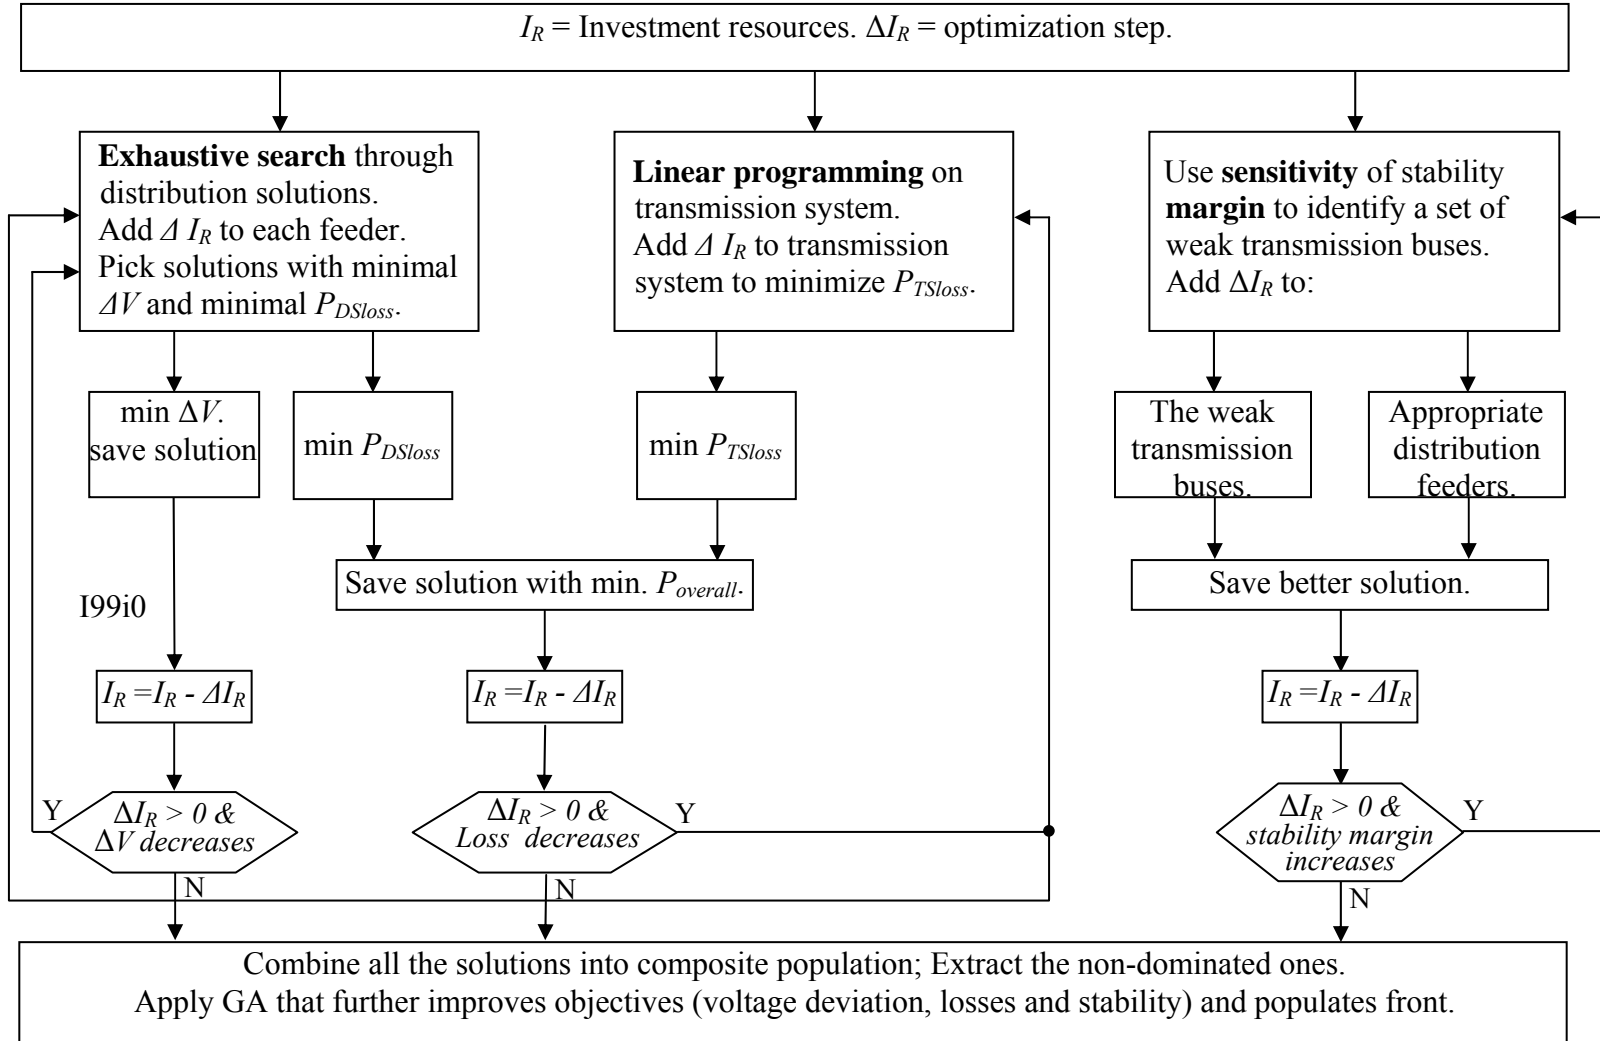 I_R = Investment resources. ΔI_R = optimization step.
Exhaustive search through
distribution solutions.
Add Δ I_R to each feeder.
Pick solutions with minimal
ΔV and minimal P_DSloss.
Linear programming on
transmission system.
Add Δ I_R to transmission
system to minimize P_TSloss.
Use sensitivity of stability
margin to identify a set of
weak transmission buses.
Add ΔI_R to:
min ΔV.
save solution
min P_DSloss
min P_TSloss
The weak
transmission
buses.
Appropriate
distribution
feeders.
Save solution with min. P_overall.
Save better solution.
I99i0
I_R =I_R - ΔI_R
I_R =I_R - ΔI_R
I_R =I_R - ΔI_R
Y
ΔI_R > 0 &
ΔV decreases
N
ΔI_R > 0 &
Loss decreases
Y
N
ΔI_R > 0 &
stability margin
increases
Y
N
Combine all the solutions into composite population; Extract the non-dominated ones.
Apply GA that further improves objectives (voltage deviation, losses and stability) and populates front.